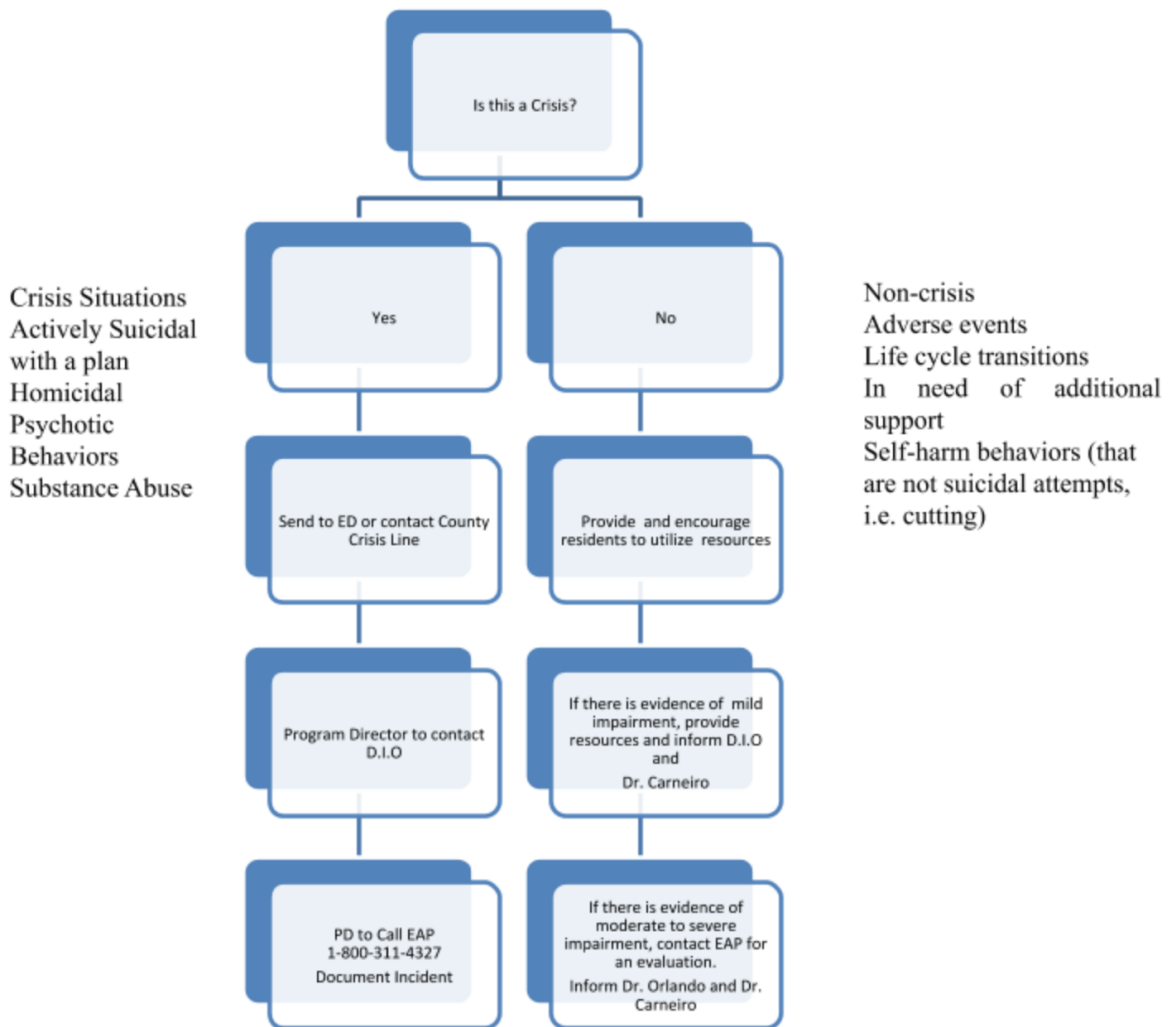 Is this a Crisis?
Yes
No
Crisis Situations
Actively Suicidal
with a plan
Homicidal
Psychotic
Behaviors
Substance Abuse
Non-crisis
Adverse events
Life cycle transitions
In need of additional
support
Self-harm behaviors (that
are not suicidal attempts,
i.e. cutting)
Send to ED or contact County
Crisis Line
Provide and encourage
residents to utilize resources
Program Director to contact
D.I.O
If there is evidence of mild
impairment, provide
resources and inform D.I.O
and
Dr. Carneiro
PD to Call EAP
1-800-311-4327
Document Incident
If there is evidence of
moderate to severe
impairment, contact EAP for
an evaluation.
Inform Dr. Orlando and Dr.
Carneiro